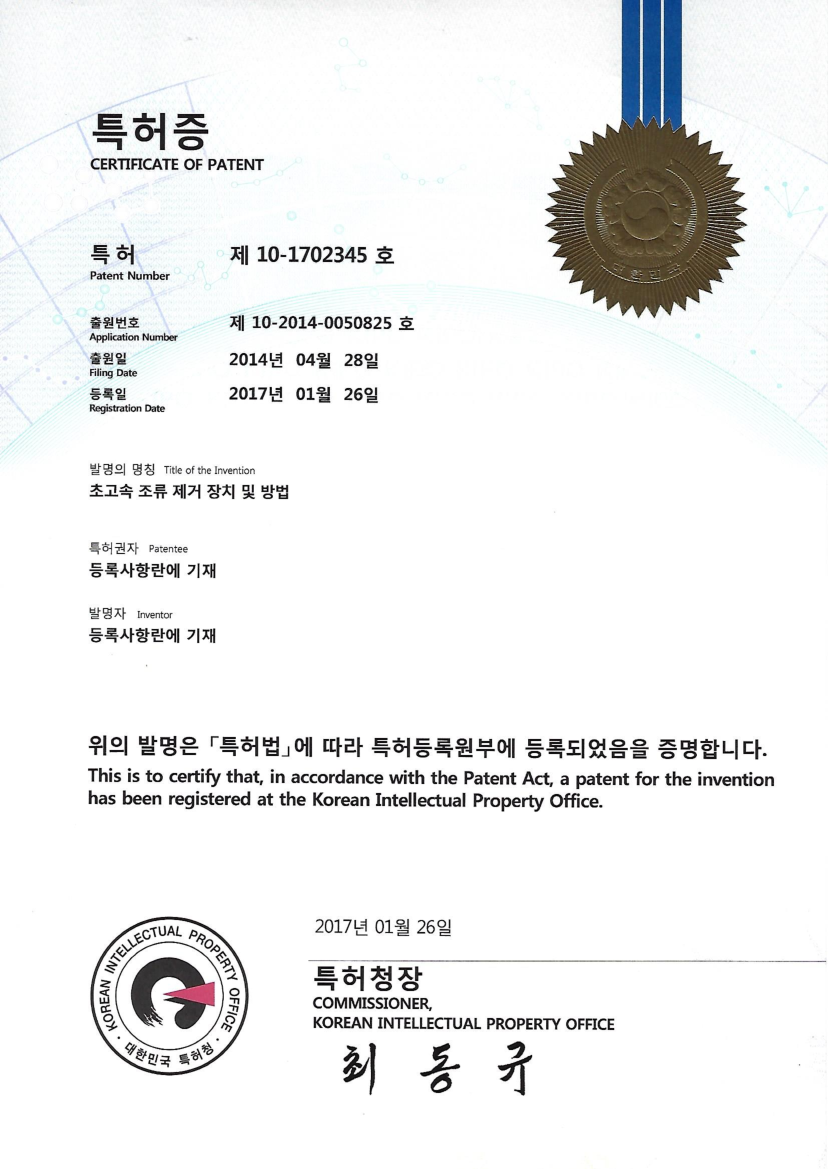 특허증
CERTIFICATE OF PATENT
대한민국
특 허 제 10-1702345 호
Patent Number
출원번호 제 10-2014-0050825 호
Application Number
출원일 2014년 04월 28일
Filing Date
등록일 2017년 01월 26일
Registration Date
발명의 명칭 Title of the Invention
초고속 조류 제거 장치 및 방법
특허권자 Patentee
등록사항란에 기재
발명자 Inventor
등록사항란에 기재
위의 발명은 「특허법」에 따라 특허등록원부에 등록되었음을 증명합니다.
This is to certify that, in accordance with the Patent Act, a patent for the invention
has been registered at the Korean Intellectual Property Office.
2017년 01월 26일
특허청장
COMMISSIONER,
KOREAN INTELLECTUAL PROPERTY OFFICE
최 동 규
KOREAN INTELLECTUAL PROPERTY OFFICE
· 대한민국 특허청 ·